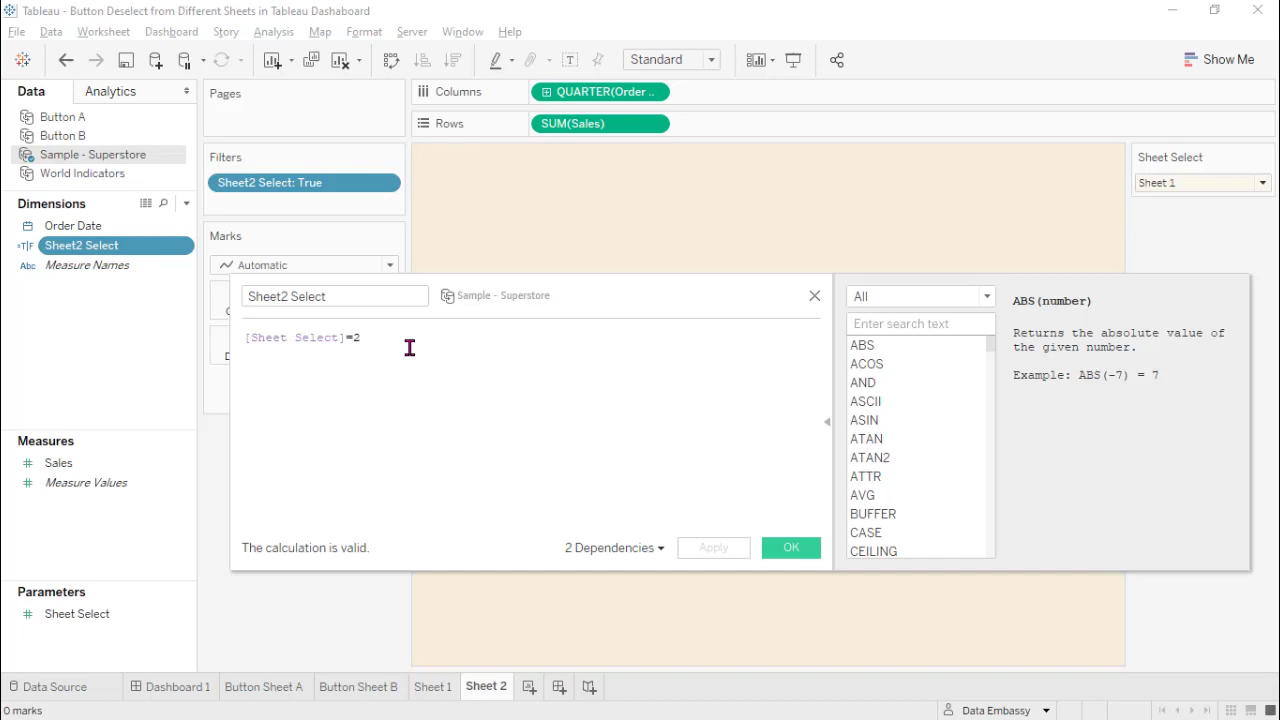 Tableau - Button Deselect from Different Sheets in Tableau Dashaboard
File Data Worksheet Dashboard Story Analysis Map Format Server Window Help
Standard
Show Me
Data Analytics
Button A
Button B
Sample - Superstore
World Indicators
Dimensions
Order Date
=T|F Sheet2 Select
Abc Measure Names
Measures
# Sales
# Measure Values
Parameters
# Sheet Select
Pages
Filters
Sheet2 Select: True
Marks
Automatic
Columns QUARTER(Order ..
Rows SUM(Sales)
Sheet Select
Sheet 1
Sheet2 Select Sample - Superstore
[Sheet Select]=2
The calculation is valid. 2 Dependencies Apply OK
All
Enter search text
ABS
ACOS
AND
ASCII
ASIN
ATAN
ATAN2
ATTR
AVG
BUFFER
CASE
CEILING
ABS(number)
Returns the absolute value of
the given number.
Example: ABS(-7) = 7
Data Source Dashboard 1 Button Sheet A Button Sheet B Sheet 1 Sheet 2
0 marks Data Embassy